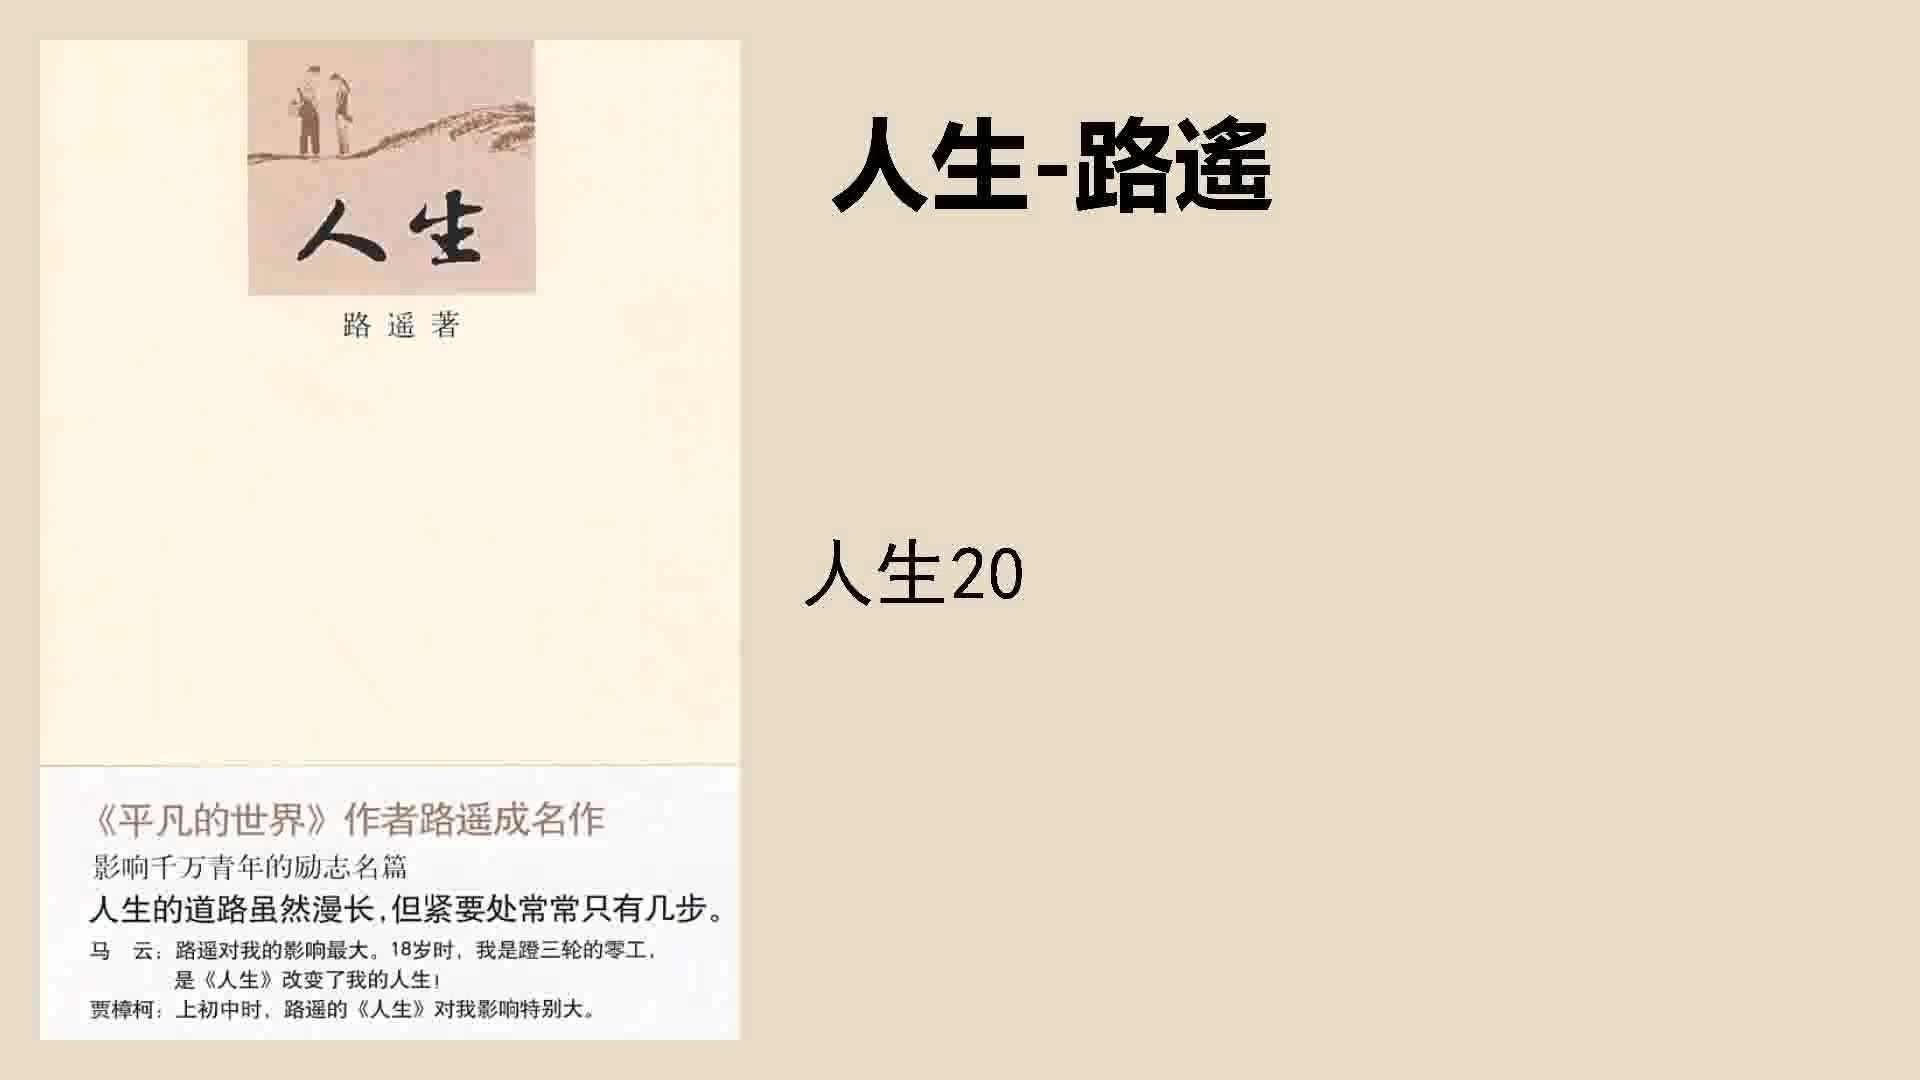 人生
路遥著
《平凡的世界》作者路遥成名作
影响千万青年的励志名篇
人生的道路虽然漫长,但紧要处常常只有几步。
马 云：路遥对我的影响最大。18岁时，我是蹬三轮的零工，
是《人生》改变了我的人生！
贾樟柯：上初中时，路遥的《人生》对我影响特别大。
人生-路遥
人生20